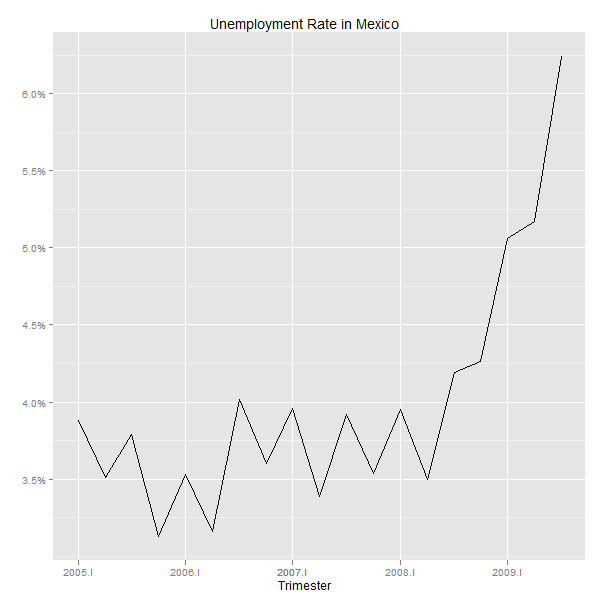 Unemployment Rate in Mexico
6.0%
5.5%
5.0%
4.5%
4.0%
3.5%
2005.I 2006.I 2007.I 2008.I 2009.I
Trimester